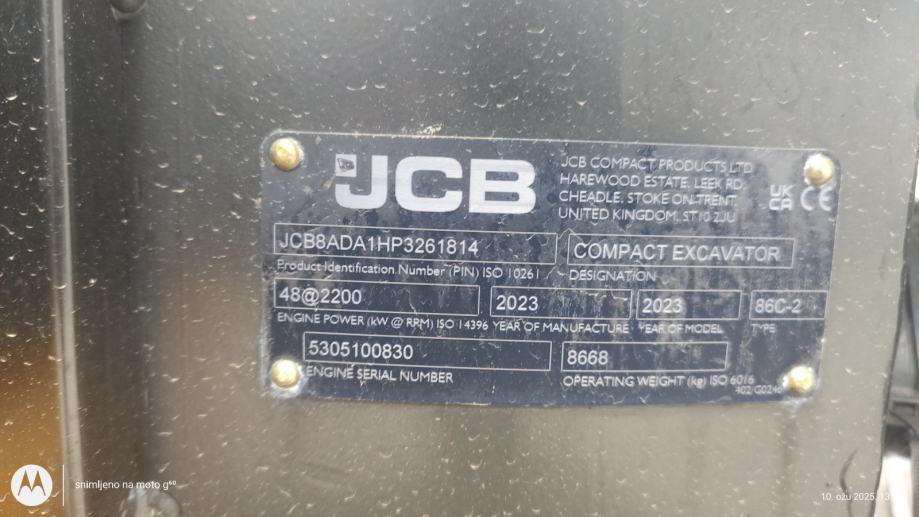 JCB
JCB COMPACT PRODUCTS LTD
HAREWOOD ESTATE, LEEK RD.
CHEADLE, STOKE ON-TRENT.
UNITED KINGDOM, ST10 2JU
UK
CA CE
JCB8ADA1HP3261814
Product Identification Number (PIN) ISO 10261
COMPACT EXCAVATOR
DESIGNATION
48@2200
ENGINE POWER (kW @ RPM) ISO 14396
2023
YEAR OF MANUFACTURE
2023
YEAR OF MODEL
86C-2
TYPE
5305100830
ENGINE SERIAL NUMBER
8668
OPERATING WEIGHT (kg) ISO 6016
snimljeno na moto g⁶⁰
10. ožu 2025,